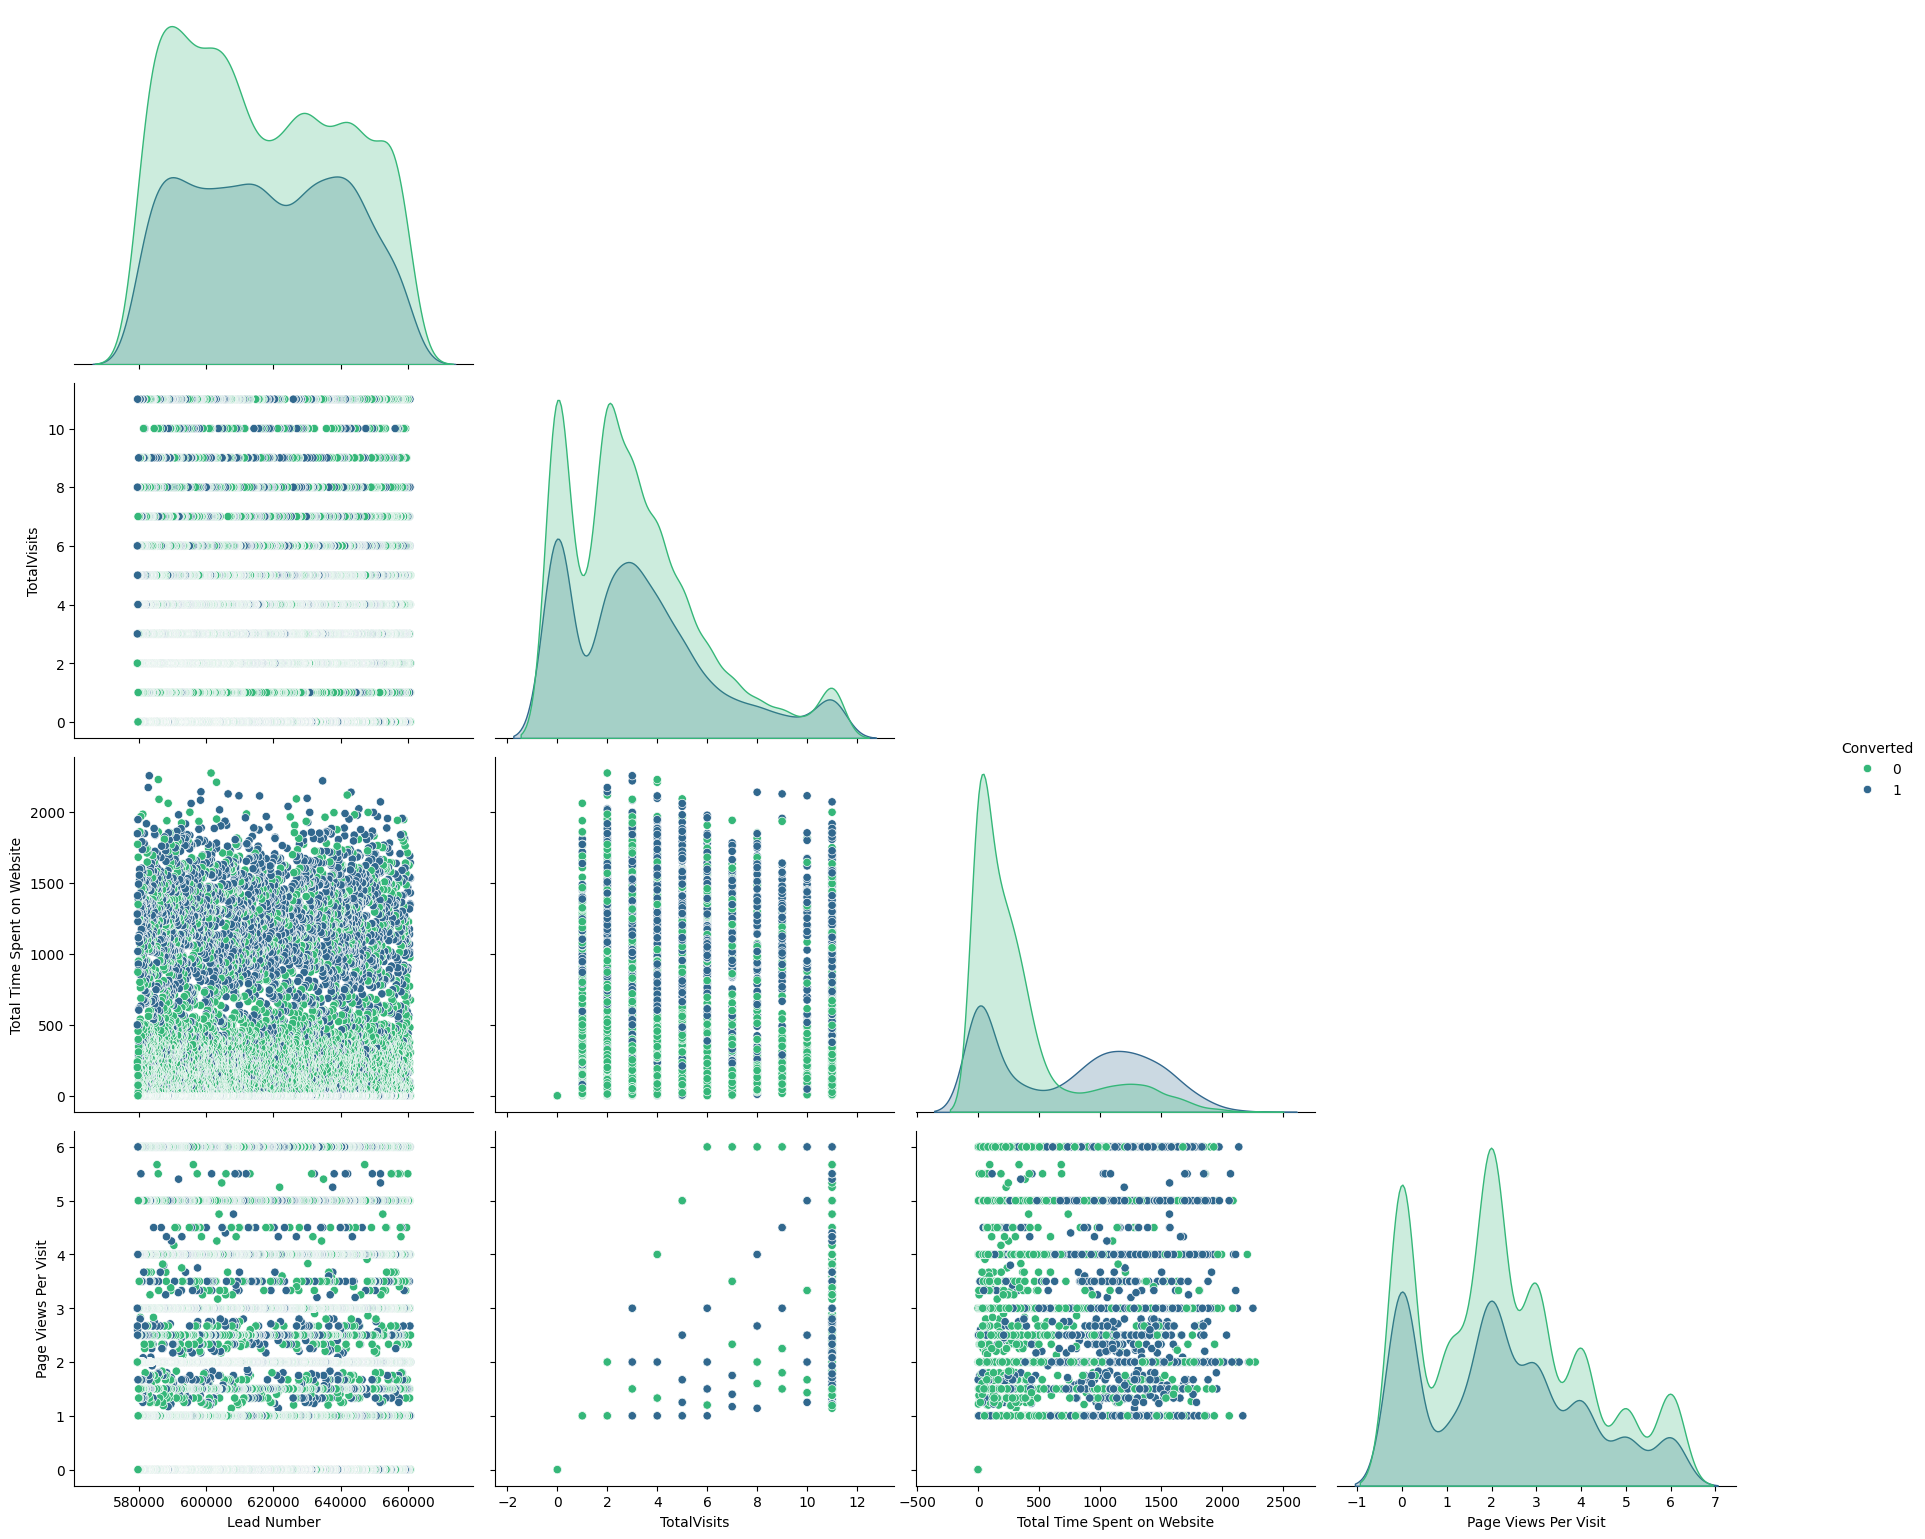 TotalVisits
10
8
6
4
2
0
Total Time Spent on Website
2000
1500
1000
500
0
Converted
0
1
Page Views Per Visit
6
5
4
3
2
1
0
580000 600000 620000 640000 660000
Lead Number
−2 0 2 4 6 8 10 12
TotalVisits
−500 0 500 1000 1500 2000 2500
Total Time Spent on Website
−1 0 1 2 3 4 5 6 7
Page Views Per Visit